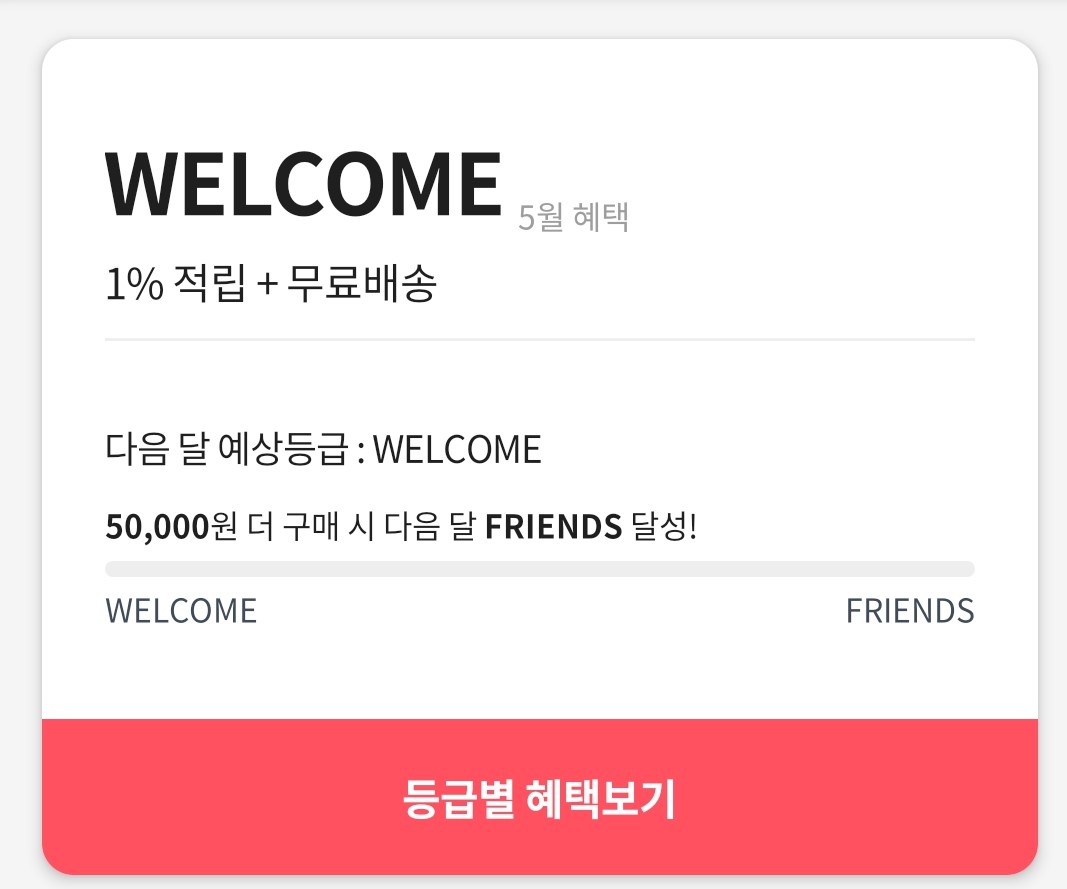 WELCOME 5월 혜택
1% 적립 + 무료배송
다음 달 예상등급 : WELCOME
50,000원 더 구매 시 다음 달 FRIENDS 달성!
WELCOME FRIENDS
등급별 혜택보기